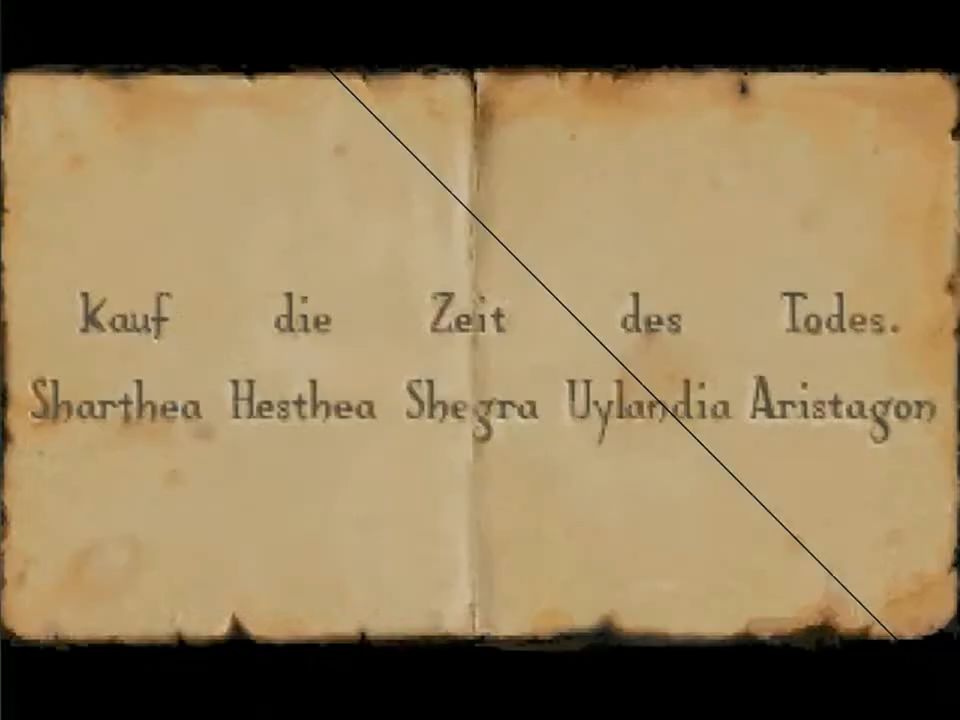 Kauf die Zeit des Todes.
Sharthea Hesthea Shegra Uylandia Aristagon